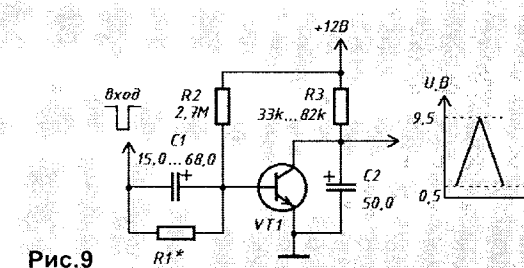 +12В
Вход
R2
2,7М
R3
33k...82k
U,В
9,5
C1
15,0...68,0
+
+
C2
50,0
0,5
VT1
R1*
Рис.9